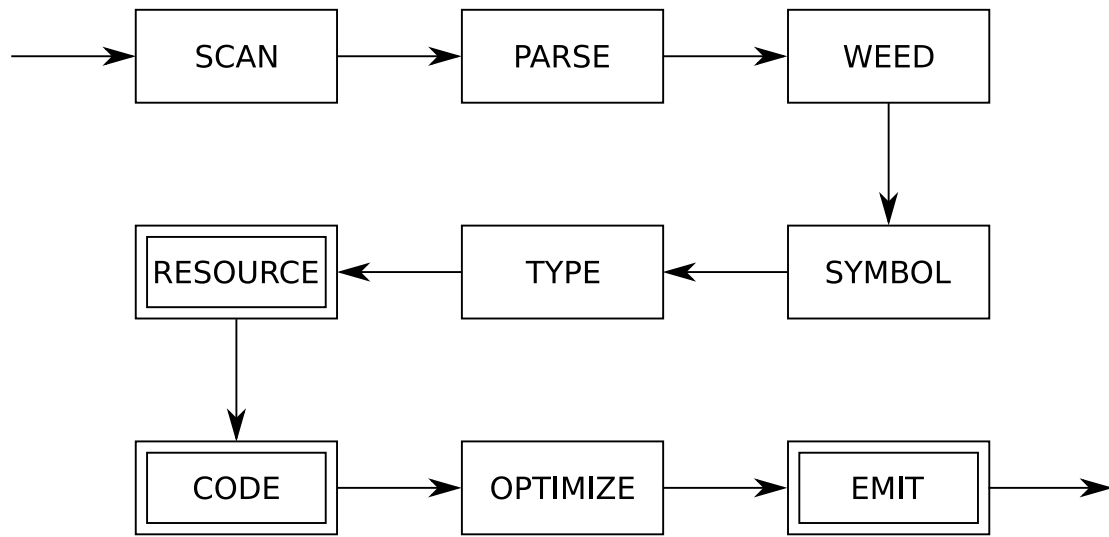 SCAN
PARSE
WEED
RESOURCE
TYPE
SYMBOL
CODE
OPTIMIZE
EMIT